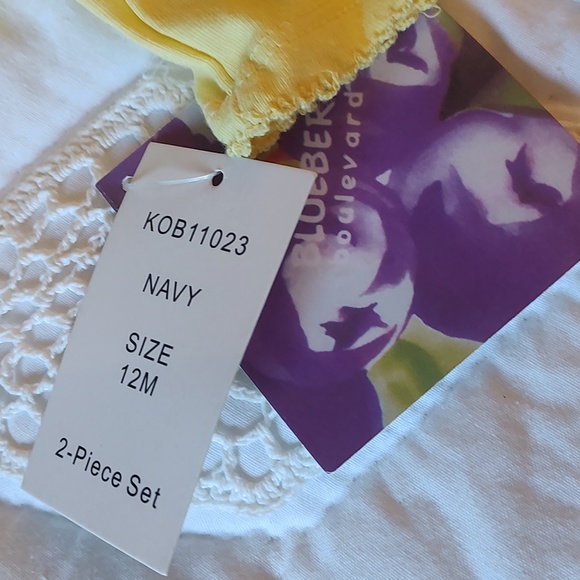 KOB11023
NAVY
SIZE
12M
2-Piece Set
boulevard